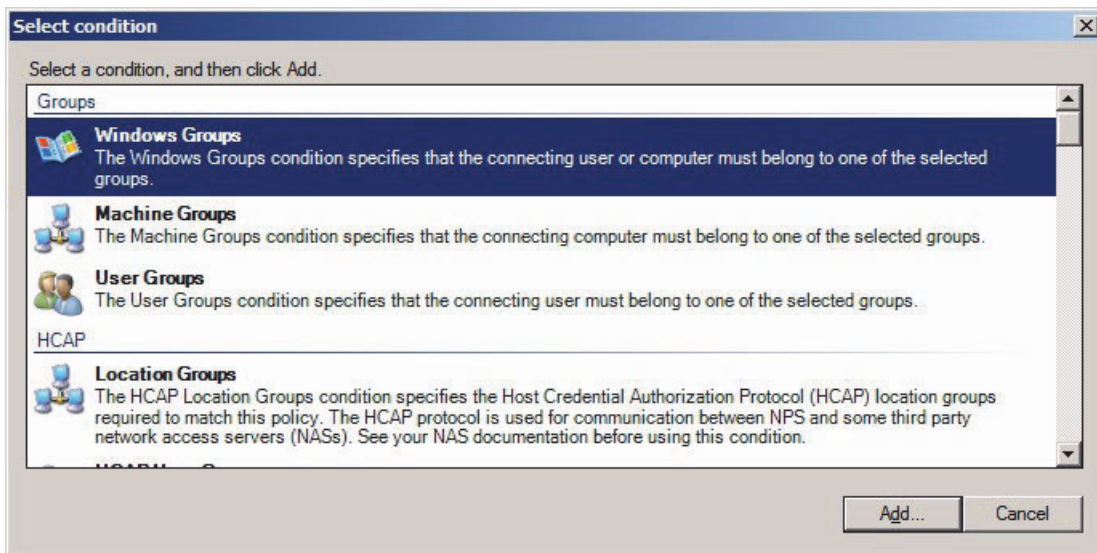 Select condition
Select a condition, and then click Add.
Groups
Windows Groups
The Windows Groups condition specifies that the connecting user or computer must belong to one of the selected
groups.
Machine Groups
The Machine Groups condition specifies that the connecting computer must belong to one of the selected groups.
User Groups
The User Groups condition specifies that the connecting user must belong to one of the selected groups.
HCAP
Location Groups
The HCAP Location Groups condition specifies the Host Credential Authorization Protocol (HCAP) location groups
required to match this policy. The HCAP protocol is used for communication between NPS and some third party
network access servers (NASs). See your NAS documentation before using this condition.
Add...
Cancel